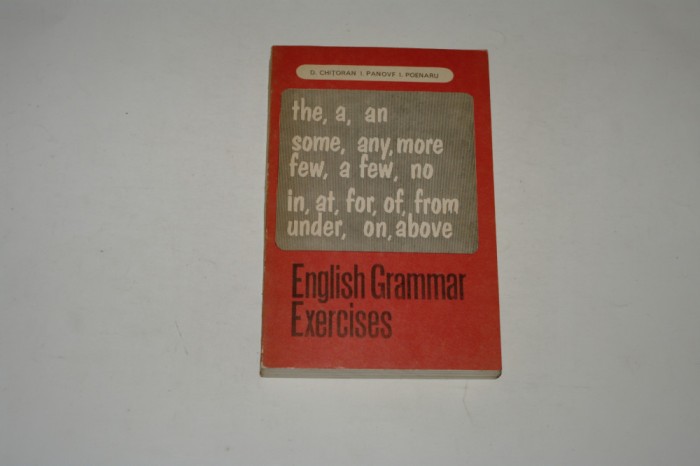 D. CHIȚORAN I. PANOVF I. POENARU
the, a, an
some, any, more
few, a few, no
in, at, for, of, from
under, on, above
English Grammar
Exercises